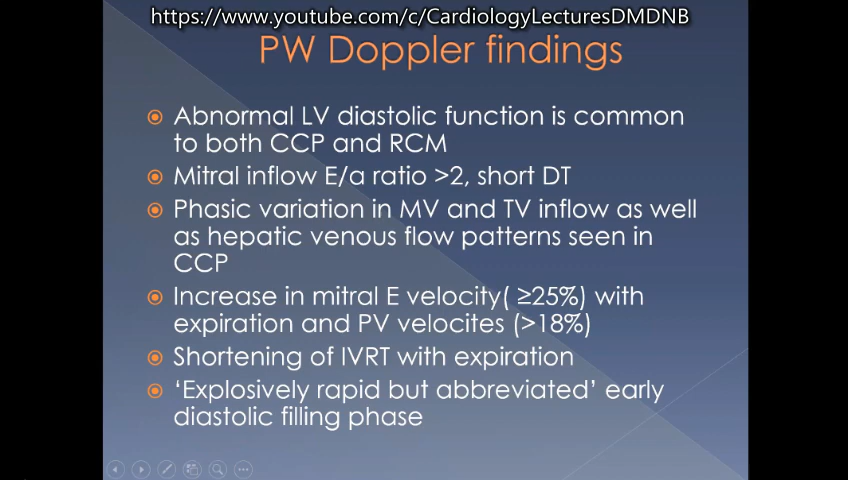 https://www.youtube.com/c/CardiologyLecturesDMDNB
PW Doppler findings
Abnormal LV diastolic function is common
to both CCP and RCM
Mitral inflow E/a ratio >2, short DT
Phasic variation in MV and TV inflow as well
as hepatic venous flow patterns seen in
CCP
Increase in mitral E velocity( ≥25%) with
expiration and PV velocites (>18%)
Shortening of IVRT with expiration
‘Explosively rapid but abbreviated’ early
diastolic filling phase